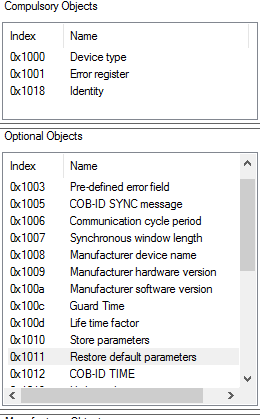 Compulsory Objects
Index Name
0x1000 Device type
0x1001 Error register
0x1018 Identity
Optional Objects
Index Name
0x1003 Pre-defined error field
0x1005 COB-ID SYNC message
0x1006 Communication cycle period
0x1007 Synchronous window length
0x1008 Manufacturer device name
0x1009 Manufacturer hardware version
0x100a Manufacturer software version
0x100c Guard Time
0x100d Life time factor
0x1010 Store parameters
0x1011 Restore default parameters
0x1012 COB-ID TIME